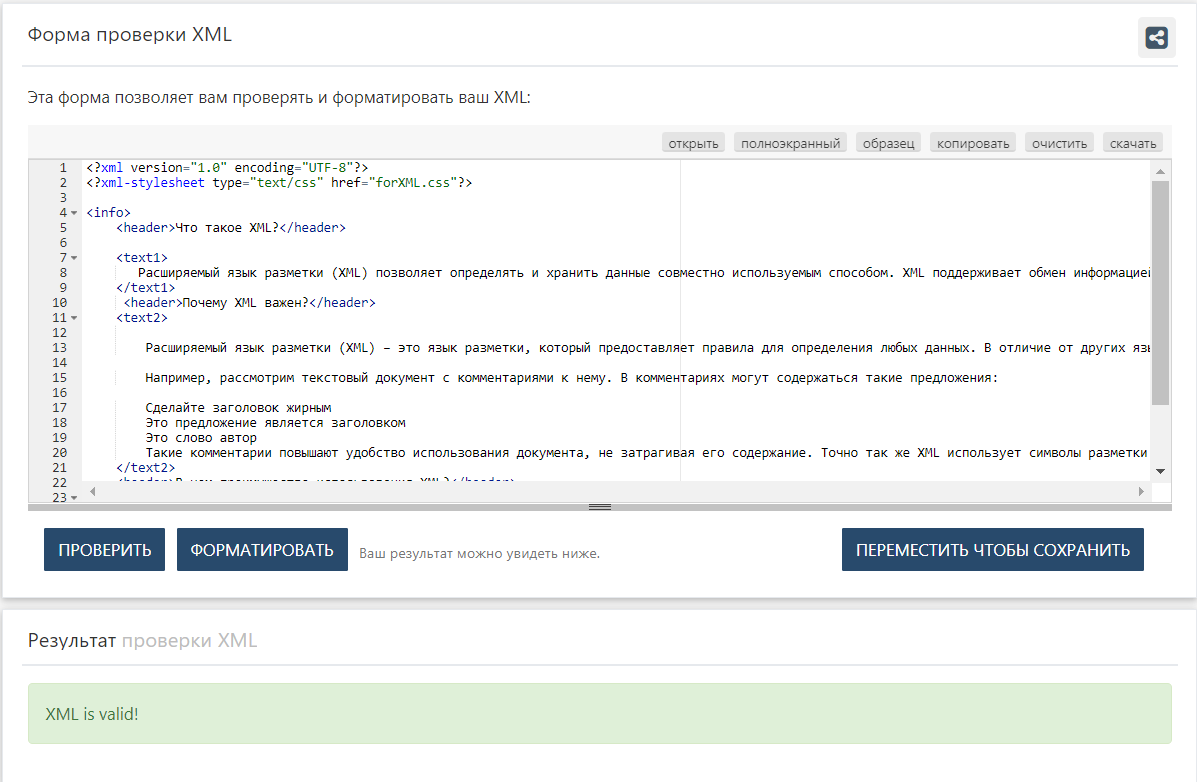 Форма проверки XML
Эта форма позволяет вам проверять и форматировать ваш XML:
открыть полноэкранный образец копировать очистить скачать
1 <?xml version="1.0" encoding="UTF-8"?>
2 <?xml-stylesheet type="text/css" href="forXML.css"?>
3
4 <info>
5 <header>Что такое XML?</header>
6
7 <text1>
8 Расширяемый язык разметки (XML) позволяет определять и хранить данные совместно используемым способом. XML поддерживает обмен информацией
9 </text1>
10 <header>Почему XML важен?</header>
11 <text2>
12
13 Расширяемый язык разметки (XML) – это язык разметки, который предоставляет правила для определения любых данных. В отличие от других
14
15 Например, рассмотрим текстовый документ с комментариями к нему. В комментариях могут содержаться такие предложения:
16
17 Сделайте заголовок жирным
18 Это предложение является заголовком
19 Это слово автор
20 Такие комментарии повышают удобство использования документа, не затрагивая его содержание. Точно так же XML использует символы разметки
21 </text2>
22 <header>В чем преимущества использования XML?</header>
23
ПРОВЕРИТЬ ФОРМАТИРОВАТЬ Ваш результат можно увидеть ниже. ПЕРЕМЕСТИТЬ ЧТОБЫ СОХРАНИТЬ
Результат проверки XML
XML is valid!